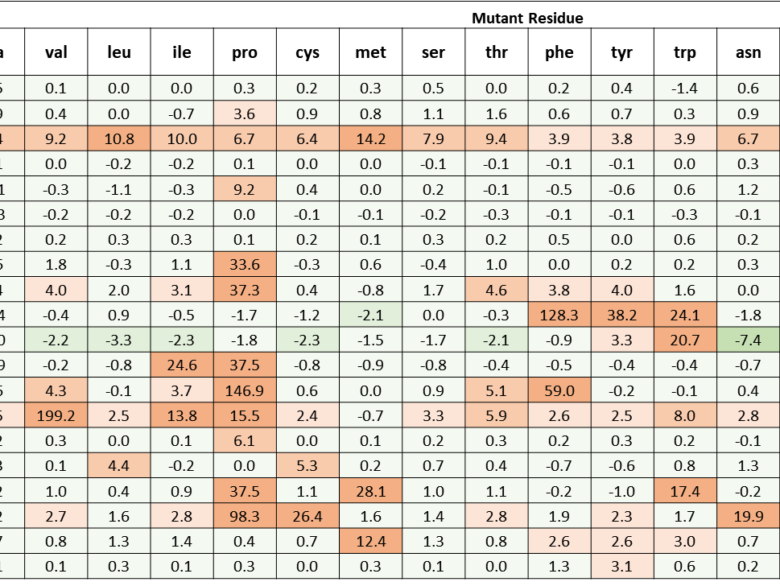 Mutant Residue
val leu ile pro cys met ser thr phe tyr trp asn
0.1 0.0 0.0 0.3 0.2 0.3 0.5 0.0 0.2 0.4 -1.4 0.6
0.4 0.0 -0.7 3.6 0.9 0.8 1.1 1.6 0.6 0.7 0.3 0.9
9.2 10.8 10.0 6.7 6.4 14.2 7.9 9.4 3.9 3.8 3.9 6.7
0.0 -0.2 -0.2 0.1 0.0 0.0 -0.1 -0.1 -0.1 -0.1 0.0 0.3
-0.3 -1.1 -0.3 9.2 0.4 0.0 0.2 -0.1 -0.5 -0.6 0.6 1.2
-0.2 -0.2 -0.2 0.0 -0.1 -0.1 -0.2 -0.3 -0.1 -0.1 -0.3 -0.1
0.2 0.3 0.3 0.1 0.2 0.1 0.3 0.2 0.5 0.0 0.6 0.2
1.8 -0.3 1.1 33.6 -0.3 0.6 -0.4 1.0 0.0 0.2 0.2 0.3
4.0 2.0 3.1 37.3 0.4 -0.8 1.7 4.6 3.8 4.0 1.6 0.0
-0.4 0.9 -0.5 -1.7 -1.2 -2.1 0.0 -0.3 128.3 38.2 24.1 -1.8
-2.2 -3.3 -2.3 -1.8 -2.3 -1.5 -1.7 -2.1 -0.9 3.3 20.7 -7.4
-0.2 -0.8 24.6 37.5 -0.8 -0.9 -0.8 -0.4 -0.5 -0.4 -0.4 -0.7
4.3 -0.1 3.7 146.9 0.6 0.0 0.9 5.1 59.0 -0.2 -0.1 0.4
199.2 2.5 13.8 15.5 2.4 -0.7 3.3 5.9 2.6 2.5 8.0 2.8
0.3 0.0 0.1 6.1 0.0 0.1 0.2 0.3 0.2 0.3 0.2 -0.1
0.1 4.4 -0.2 0.0 5.3 0.2 0.7 0.4 -0.7 -0.6 0.8 1.3
1.0 0.4 0.9 37.5 1.1 28.1 1.0 1.1 -0.2 -1.0 17.4 -0.2
2.7 1.6 2.8 98.3 26.4 1.6 1.4 2.8 1.9 2.3 1.7 19.9
0.8 1.3 1.4 0.4 0.7 12.4 1.3 0.8 2.6 2.6 3.0 0.7
0.1 0.3 0.1 0.3 0.0 0.3 0.1 0.0 1.3 3.1 0.6 0.2